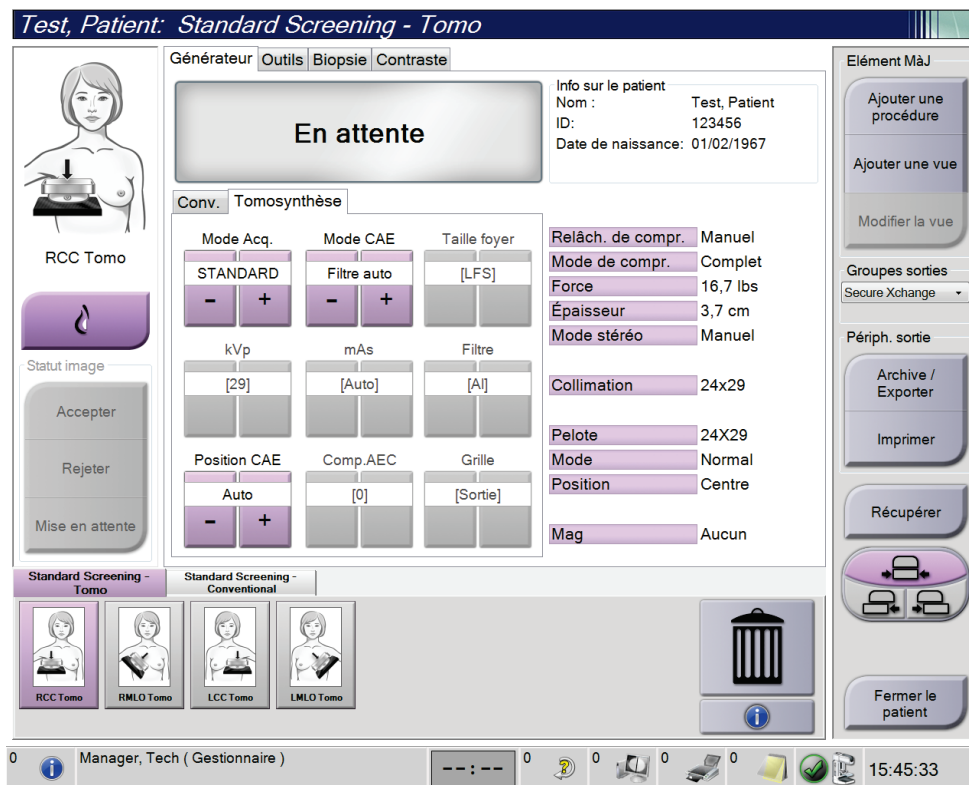 Test, Patient: Standard Screening - Tomo
Générateur
Outils
Biopsie
Contraste
En attente
Info sur le patient
Nom : Test, Patient
ID: 123456
Date de naissance: 01/02/1967
RCC Tomo
Statut image
Accepter
Rejeter
Mise en attente
Conv.
Tomosynthèse
Mode Acq.
STANDARD
- +
Mode CAE
Filtre auto
- +
Taille foyer
[LFS]
kVp
[29]
mAs
[Auto]
Filtre
[Al]
Position CAE
Auto
- +
Comp.AEC
[0]
Grille
[Sortie]
Relâch. de compr. Manuel
Mode de compr. Complet
Force 16,7 lbs
Épaisseur 3,7 cm
Mode stéréo Manuel
Collimation 24x29
Pelote 24X29
Mode Normal
Position Centre
Mag Aucun
Elément MàJ
Ajouter une
procédure
Ajouter une vue
Modifier la vue
Groupes sorties
Secure Xchange
Périph. sortie
Archive /
Exporter
Imprimer
Récupérer
Fermer le
patient
Standard Screening -
Tomo
Standard Screening -
Conventional
RCC Tomo
RMLO Tomo
LCC Tomo
LMLO Tomo
0
Manager, Tech ( Gestionnaire )
--:--
0
0
0
0
15:45:33